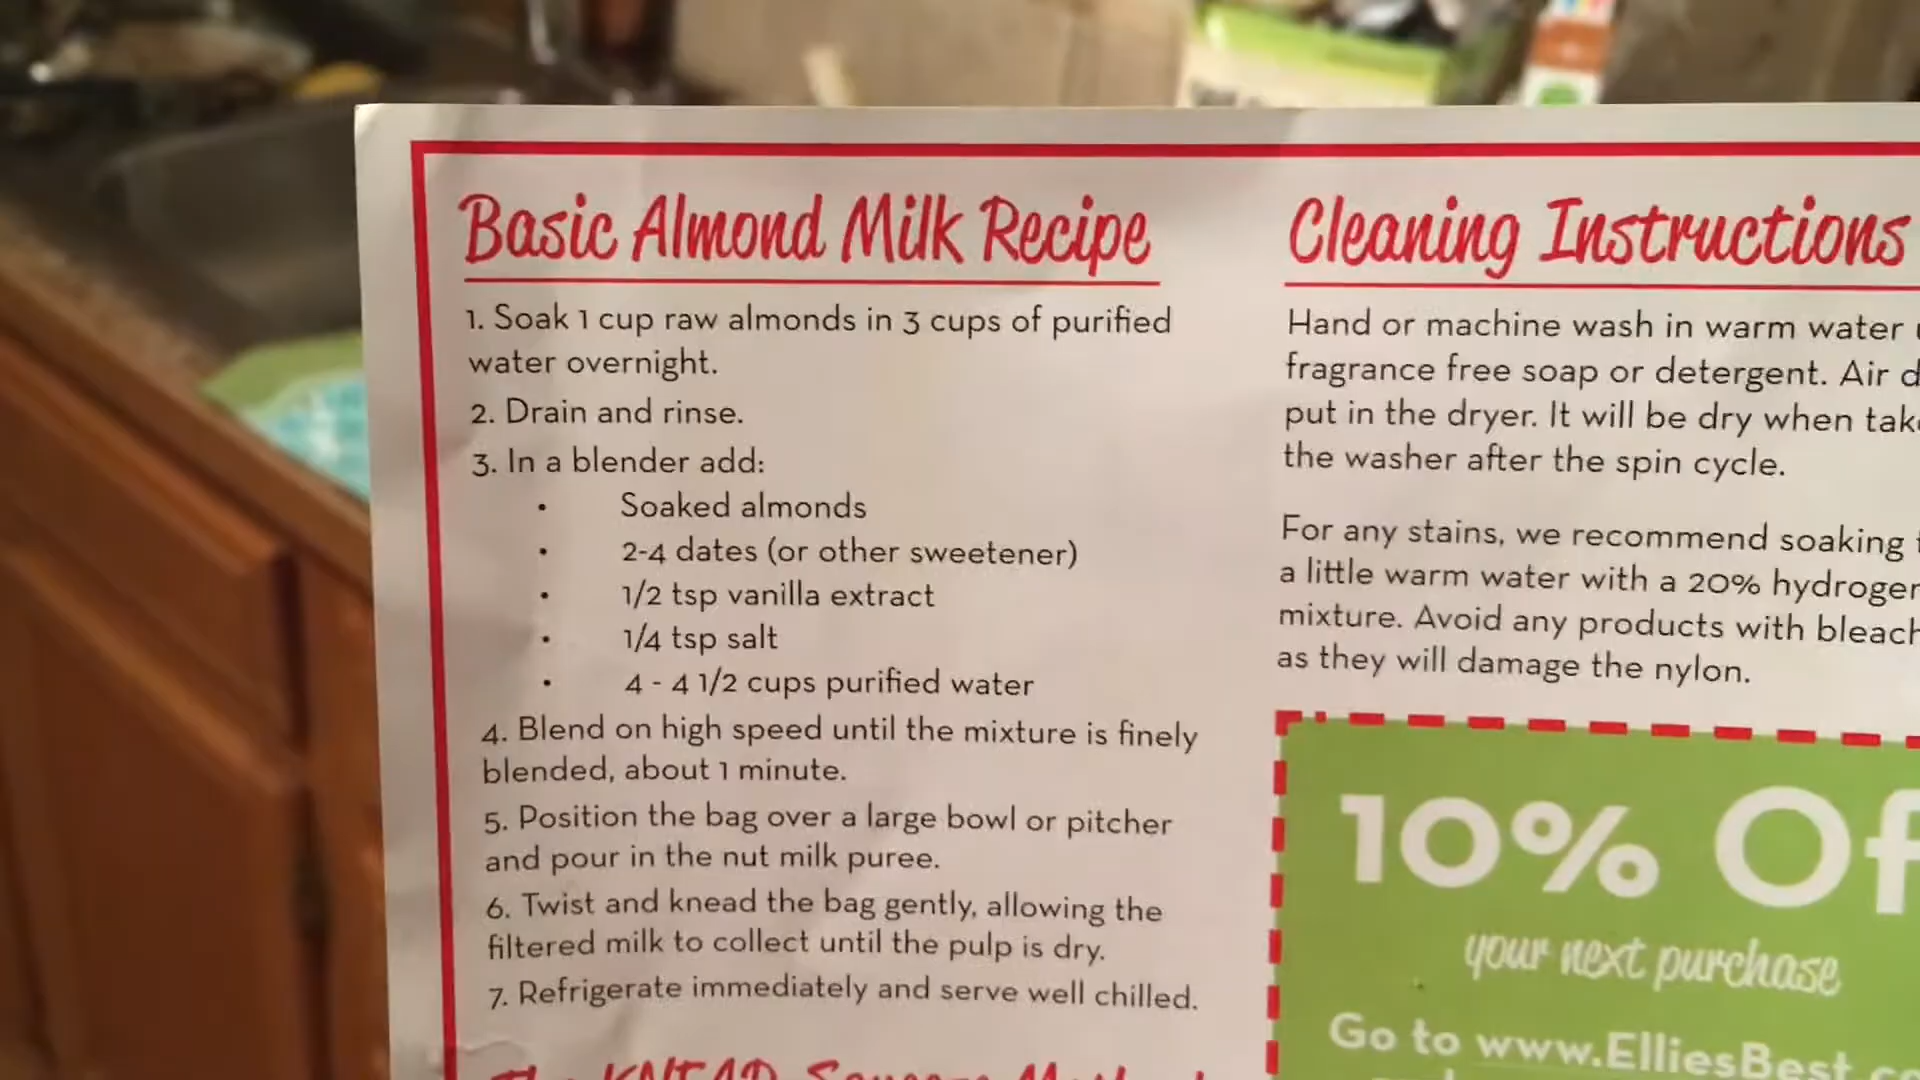 Basic Almond Milk Recipe
1. Soak 1 cup raw almonds in 3 cups of purified
water overnight.
2. Drain and rinse.
3. In a blender add:
• Soaked almonds
• 2-4 dates (or other sweetener)
• 1/2 tsp vanilla extract
• 1/4 tsp salt
• 4 - 4 1/2 cups purified water
4. Blend on high speed until the mixture is finely
blended, about 1 minute.
5. Position the bag over a large bowl or pitcher
and pour in the nut milk puree.
6. Twist and knead the bag gently, allowing the
filtered milk to collect until the pulp is dry.
7. Refrigerate immediately and serve well chilled.
Cleaning Instructions
Hand or machine wash in warm water
fragrance free soap or detergent. Air
put in the dryer. It will be dry when
the washer after the spin cycle.
For any stains, we recommend soaking
a little warm water with a 20%
mixture. Avoid any products with bleach
as they will damage the nylon.
10%
your next purchase
Go to www.ElliesBest